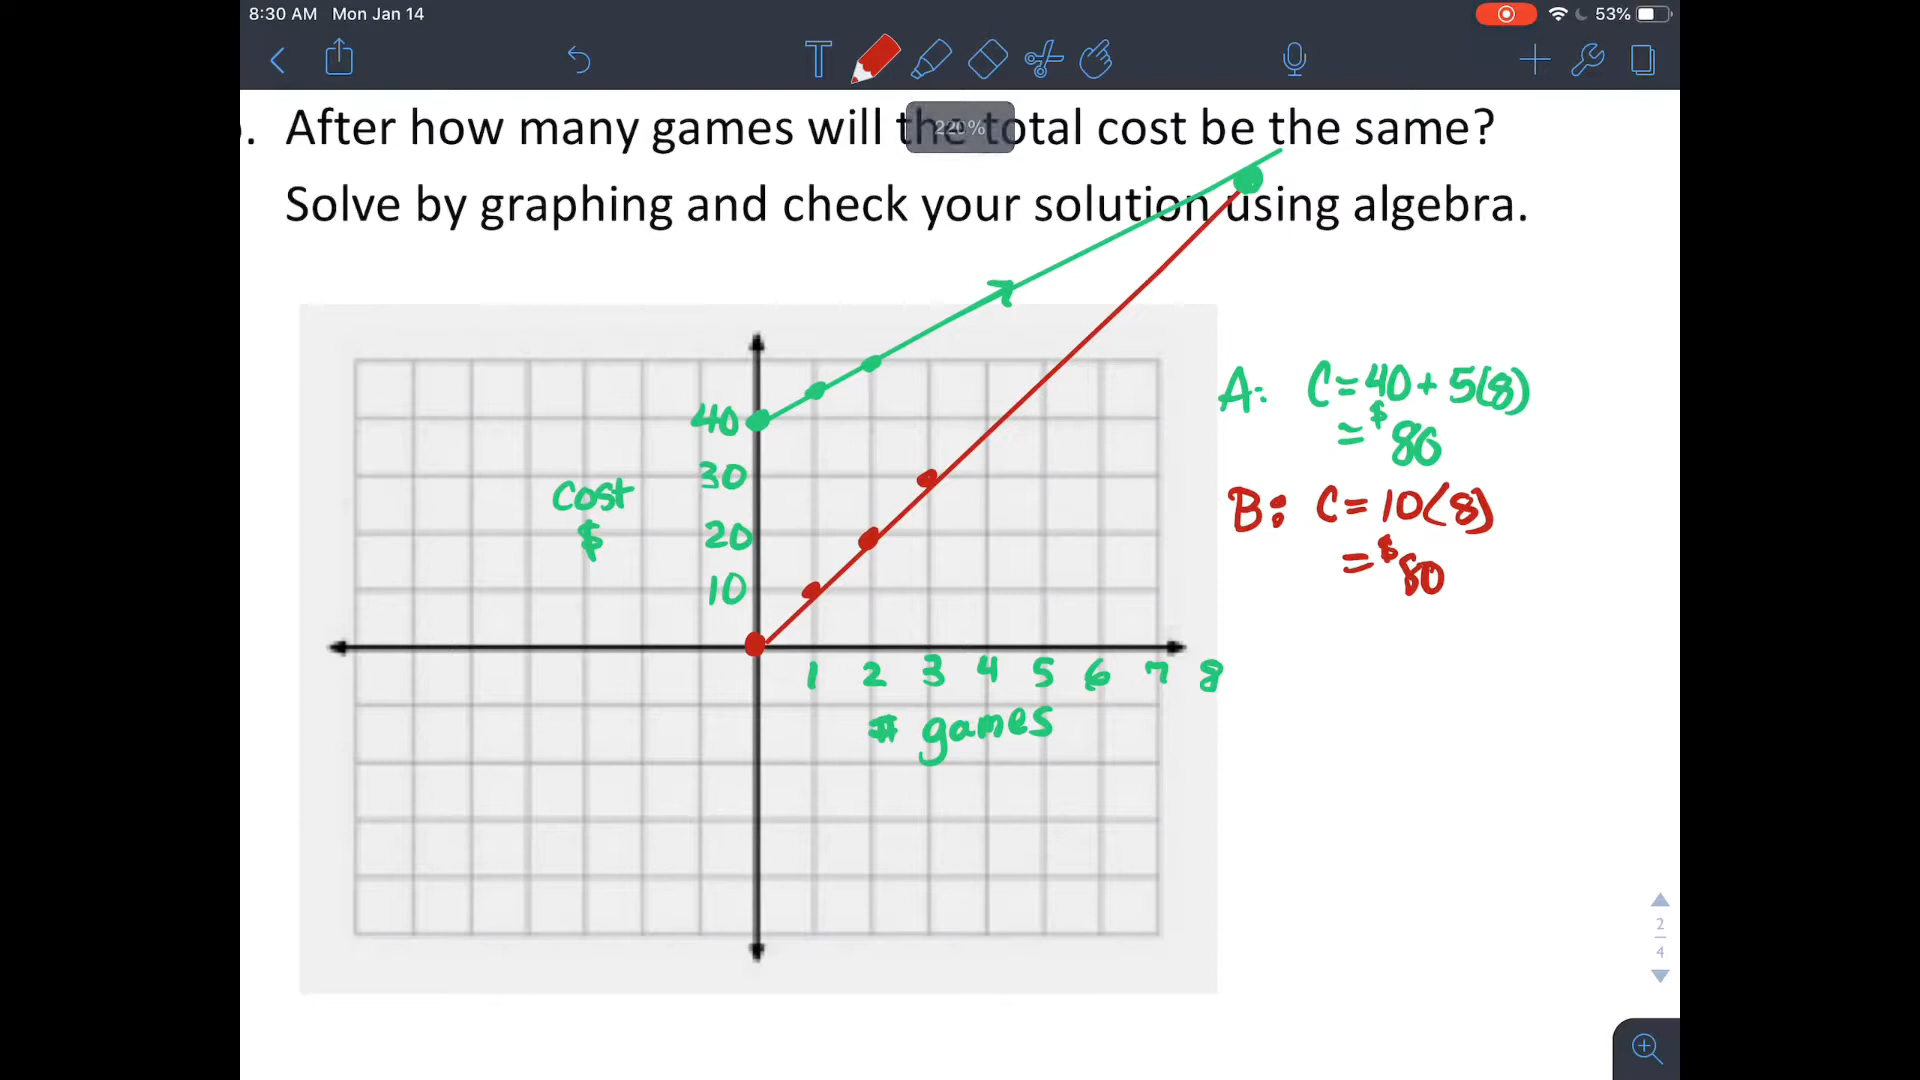 8:30 AM Mon Jan 14
53%
T
. After how many games will the total cost be the same?
220%
Solve by graphing and check your solution using algebra.
A: C=40+5(8)
=$80
B: C=10(8)
=$80
40
30
20
10
Cost
$
1 2 3 4 5 6 7 8
# games
2
4